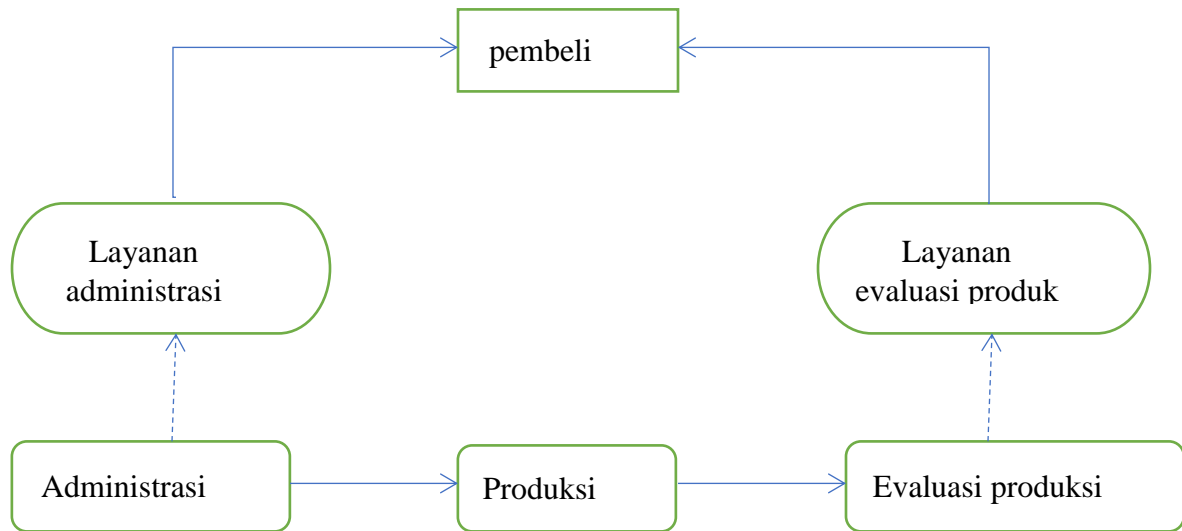 pembeli
Layanan
administrasi
Layanan
evaluasi produk
Administrasi
Produksi
Evaluasi produksi